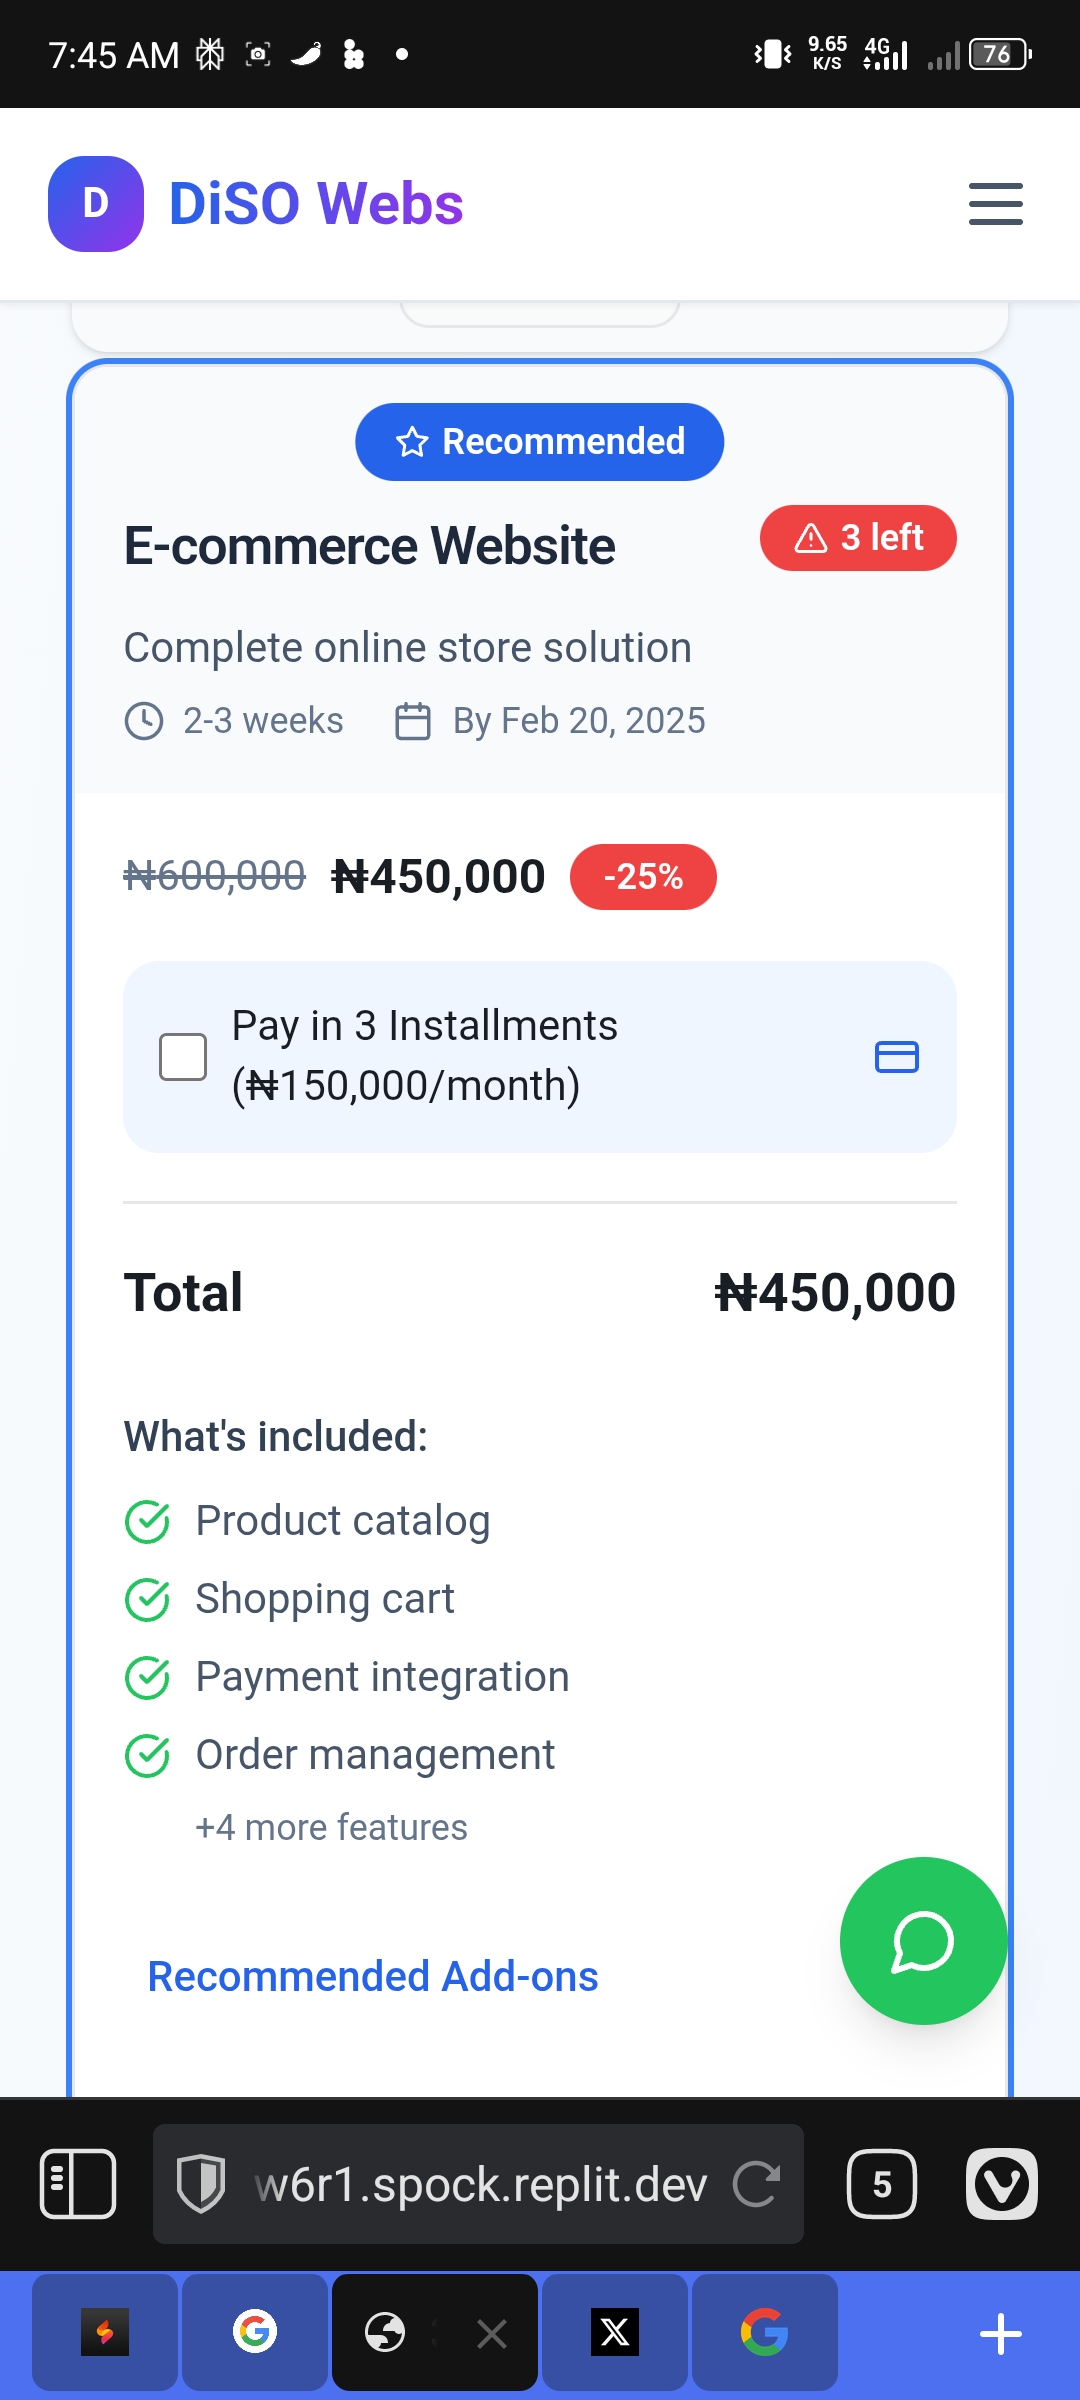 7:45 AM
9.65 K/S
4G
76
D
DiSO Webs
Recommended
E-commerce Website
3 left
Complete online store solution
2-3 weeks
By Feb 20, 2025
₦600,000 ₦450,000 -25%
Pay in 3 Installments
(₦150,000/month)
Total ₦450,000
What's included:
Product catalog
Shopping cart
Payment integration
Order management
+4 more features
Recommended Add-ons
w6r1.spock.replit.dev
5